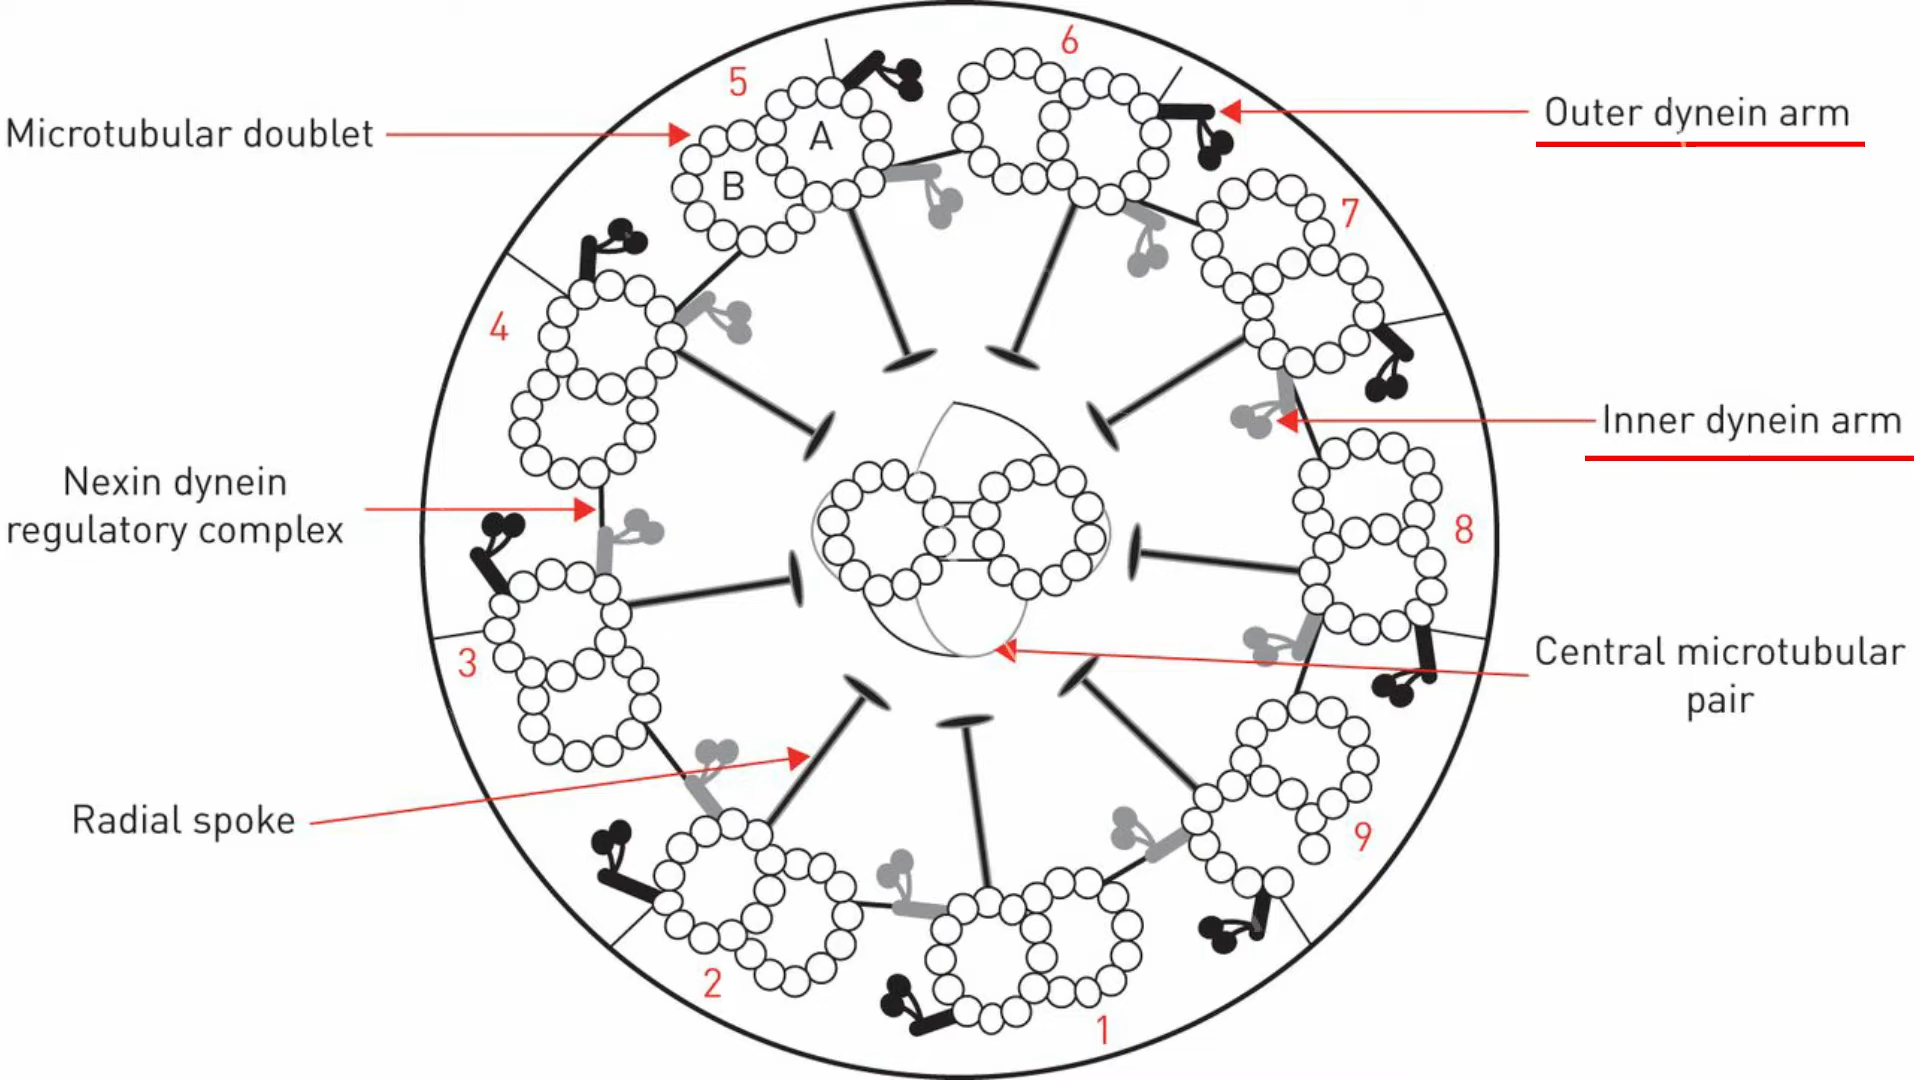 6
5
Outer dynein arm
Microtubular doublet
A
B
7
4
Inner dynein arm
Nexin dynein
regulatory complex
8
3
Central microtubular
pair
Radial spoke
9
2
1